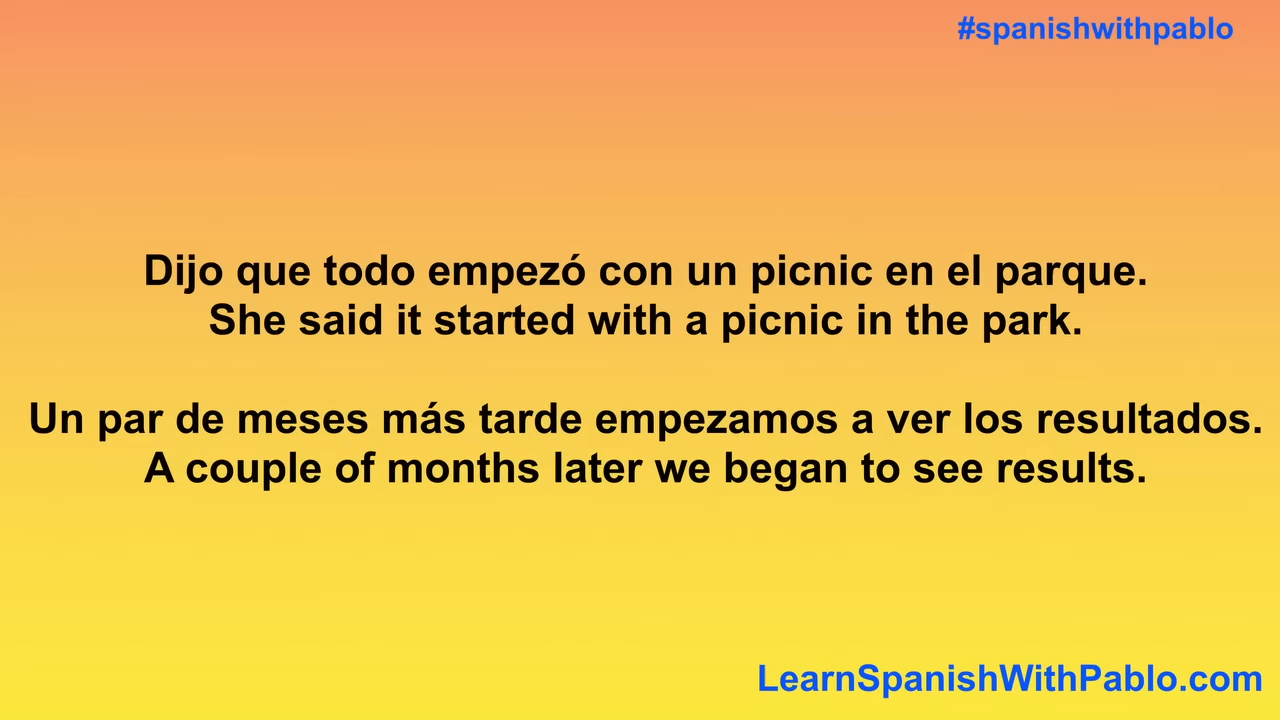 #spanishwithpablo
Dijo que todo empezó con un picnic en el parque.
She said it started with a picnic in the park.
Un par de meses más tarde empezamos a ver los resultados.
A couple of months later we began to see results.
LearnSpanishWithPablo.com